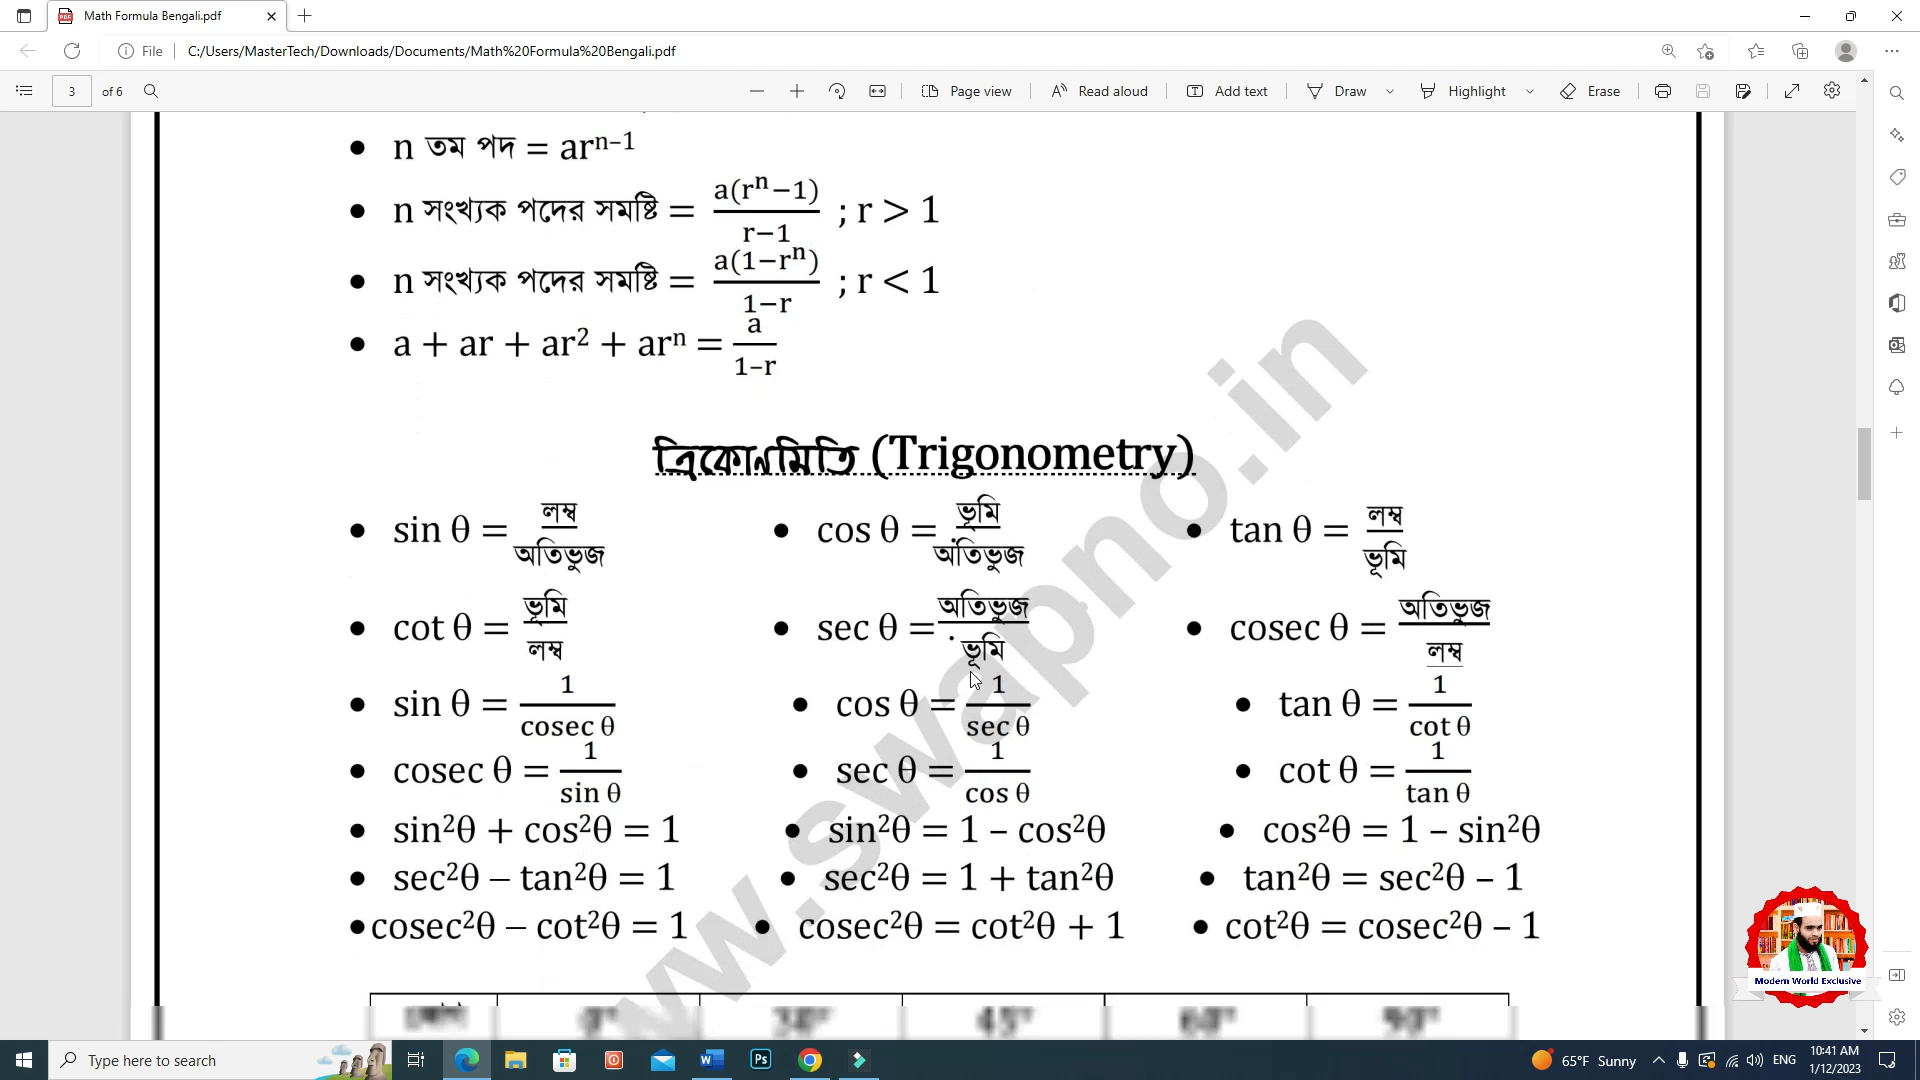 Math Formula Bengali.pdf
File C:/Users/MasterTech/Downloads/Documents/Math%20Formula%20Bengali.pdf
3 of 6 Page view Read aloud Add text Draw Highlight Erase
• n তম পদ = arⁿ⁻¹
• n সংখ্যক পদের সমষ্টি = a(rⁿ−1)/r−1 ; r > 1
• n সংখ্যক পদের সমষ্টি = a(1−rⁿ)/1−r ; r < 1
• a + ar + ar² + arⁿ = a/1−r
ত্রিকোণমিতি (Trigonometry)
• sin θ = লম্ব/অতিভুজ • cos θ = ভূমি/অতিভুজ • tan θ = লম্ব/ভূমি
• cot θ = ভূমি/লম্ব • sec θ = অতিভুজ/ভূমি • cosec θ = অতিভুজ/লম্ব
• sin θ = 1/cosec θ • cos θ = 1/sec θ • tan θ = 1/cot θ
• cosec θ = 1/sin θ • sec θ = 1/cos θ • cot θ = 1/tan θ
• sin²θ + cos²θ = 1 • sin²θ = 1 – cos²θ • cos²θ = 1 – sin²θ
• sec²θ – tan²θ = 1 • sec²θ = 1 + tan²θ • tan²θ = sec²θ – 1
• cosec²θ – cot²θ = 1 • cosec²θ = cot²θ + 1 • cot²θ = cosec²θ – 1
0° 30° 45° 60° 90°
www.swapno.in
Modern World Exclusive
Type here to search 65°F Sunny ENG 10:41 AM
1/12/2023